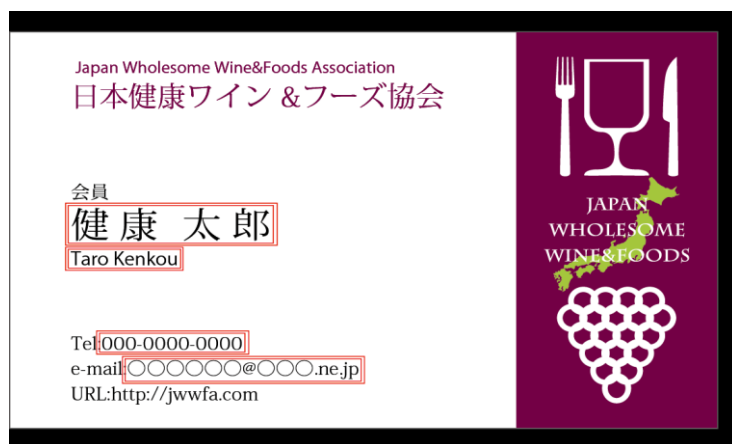 Japan Wholesome Wine&Foods Association
日本健康ワイン &フーズ協会
会員
健康 太郎
Taro Kenkou
Tel:000-0000-0000
e-mail:〇〇〇〇〇〇@〇〇〇.ne.jp
URL:http://jwwfa.com
JAPAN
WHOLESOME
WINE&FOODS